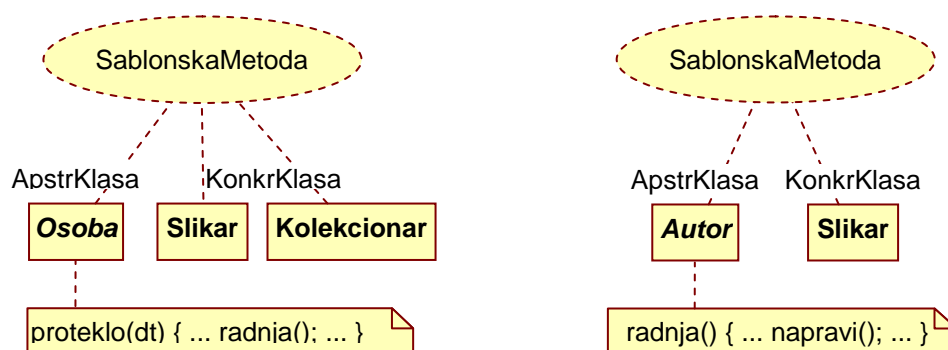 SablonskaMetoda
ApstrKlasa KonkrKlasa
Osoba Slikar Kolekcionar
proteklo(dt) { ... radnja(); ... }
SablonskaMetoda
ApstrKlasa KonkrKlasa
Autor Slikar
radnja() { ... napravi(); ... }